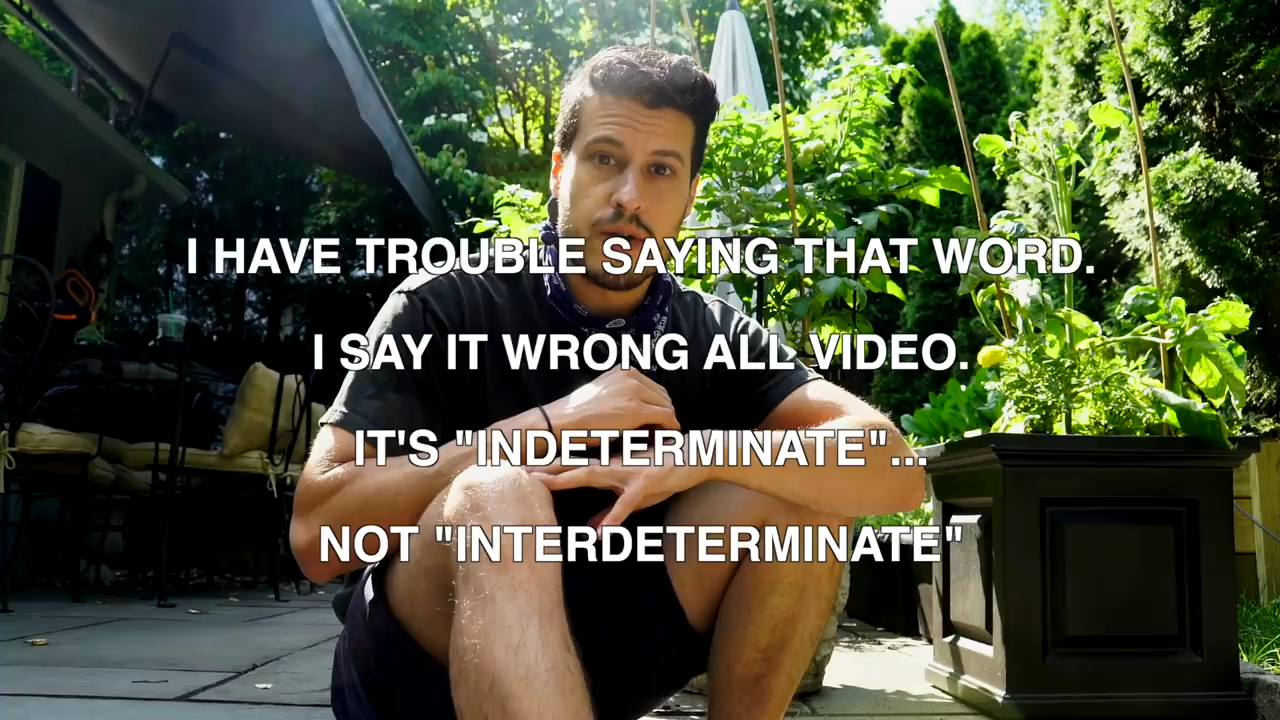 I HAVE TROUBLE SAYING THAT WORD.
I SAY IT WRONG ALL VIDEO.
IT'S "INDETERMINATE"...
NOT "INTERDETERMINATE"